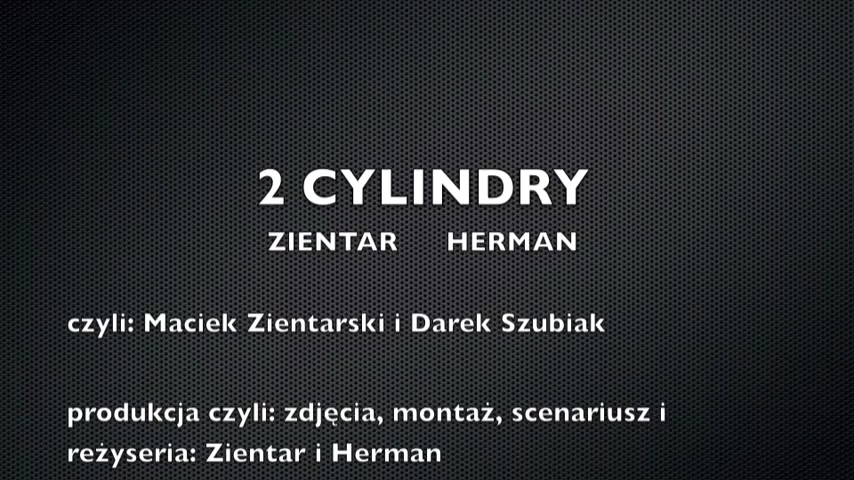 2 CYLINDRY
ZIENTAR HERMAN
czyli: Maciek Zientarski i Darek Szubiak
produkcja czyli: zdjęcia, montaż, scenariusz i
reżyseria: Zientar i Herman